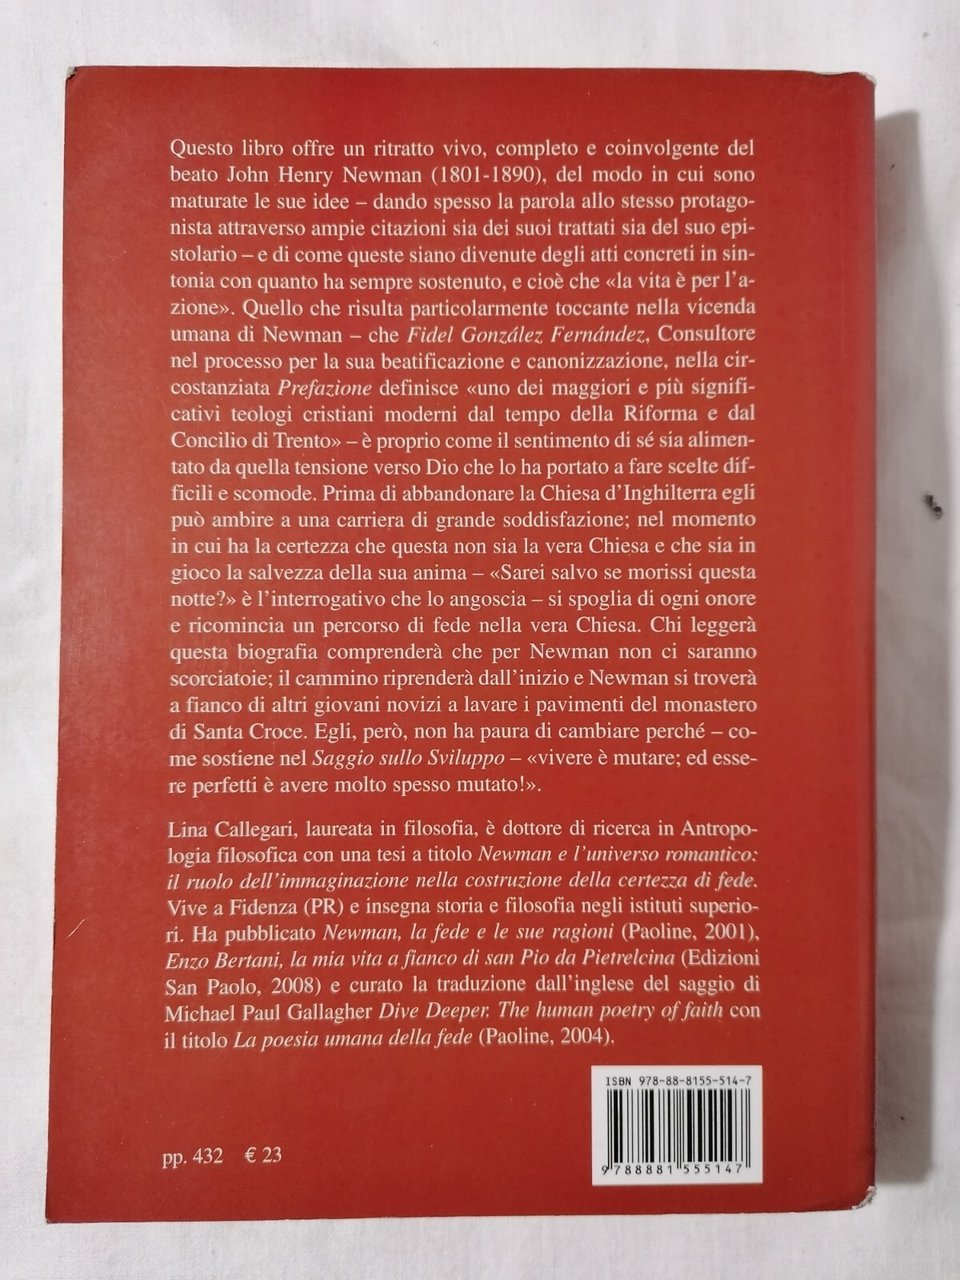 Questo libro offre un ritratto vivo, completo e coinvolgente del
beato John Henry Newman (1801-1890), del modo in cui sono
maturate le sue idee – dando spesso la parola allo stesso protago-
nista attraverso ampie citazioni sia dei suoi trattati sia del suo epi-
stolario – e di come queste siano divenute degli atti concreti in sin-
tonia con quanto ha sempre sostenuto, e cioè che «la vita è per l'a-
zione». Quello che risulta particolarmente toccante nella vicenda
umana di Newman – che Fidel González Fernández, Consultore
nel processo per la sua beatificazione e canonizzazione, nella cir-
costanziata Prefazione definisce «uno dei maggiori e più signifi-
cativi teologi cristiani moderni dal tempo della Riforma e dal
Concilio di Trento» – è proprio come il sentimento di sé sia alimen-
tato da quella tensione verso Dio che lo ha portato a fare scelte dif-
ficili e scomode. Prima di abbandonare la Chiesa d'Inghilterra egli
può ambire a una carriera di grande soddisfazione; nel momento
in cui ha la certezza che questa non sia la vera Chiesa e che sia in
gioco la salvezza della sua anima – «Sarei salvo se morissi questa
notte?» è l'interrogativo che lo angoscia – si spoglia di ogni onore
e ricomincia un percorso di fede nella vera Chiesa. Chi leggerà
questa biografia comprenderà che per Newman non ci saranno
scorciatoie; il cammino riprenderà dall'inizio e Newman si troverà
a fianco di altri giovani novizi a lavare i pavimenti del monastero
di Santa Croce. Egli, però, non ha paura di cambiare perché – co-
me sostiene nel Saggio sullo Sviluppo – «vivere è mutare; ed esse-
re perfetti è avere molto spesso mutato!».
Lina Callegari, laureata in filosofia, è dottore di ricerca in Antropo-
logia filosofica con una tesi a titolo Newman e l'universo romantico:
il ruolo dell'immaginazione nella costruzione della certezza di fede.
Vive a Fidenza (PR) e insegna storia e filosofia negli istituti superio-
ri. Ha pubblicato Newman, la fede e le sue ragioni (Paoline, 2001),
Enzo Bertani, la mia vita a fianco di san Pio da Pietrelcina (Edizioni
San Paolo, 2008) e curato la traduzione dall'inglese del saggio di
Michael Paul Gallagher Dive Deeper. The human poetry of faith con
il titolo La poesia umana della fede (Paoline, 2004).
ISBN 978-88-8155-514-7
9 788881 555147
pp. 432 € 23